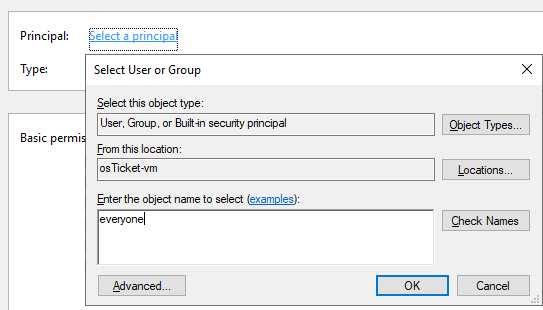 Principal:
Select a principal
Type:
Select User or Group
Select this object type:
User, Group, or Built-in security principal
Object Types...
From this location:
osTicket-vm
Locations...
Enter the object name to select (examples):
everyone
Check Names
Advanced...
OK
Cancel
Basic permis